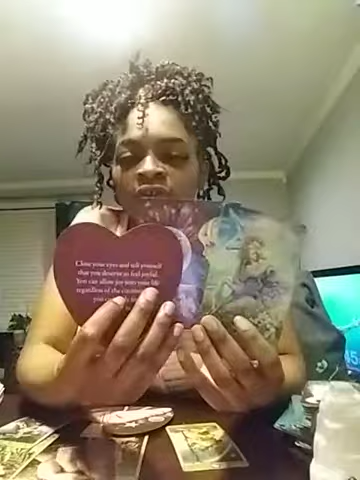 Close your eyes and tell yourself
that you deserve to feel joyful.
You can allow joy into your life
regardless of the
you